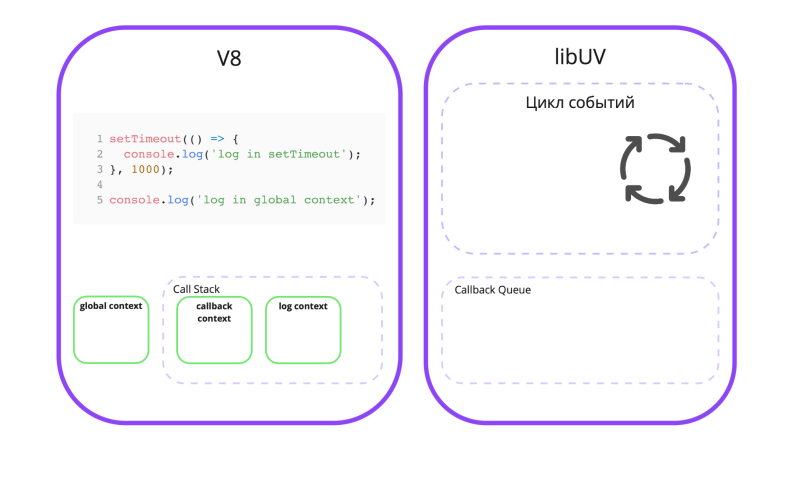 V8
1 setTimeout(() => {
2   console.log('log in setTimeout');
3 }, 1000);
4
5 console.log('log in global context');
Call Stack
global context
callback
context
log context
libUV
Цикл событий
Callback Queue